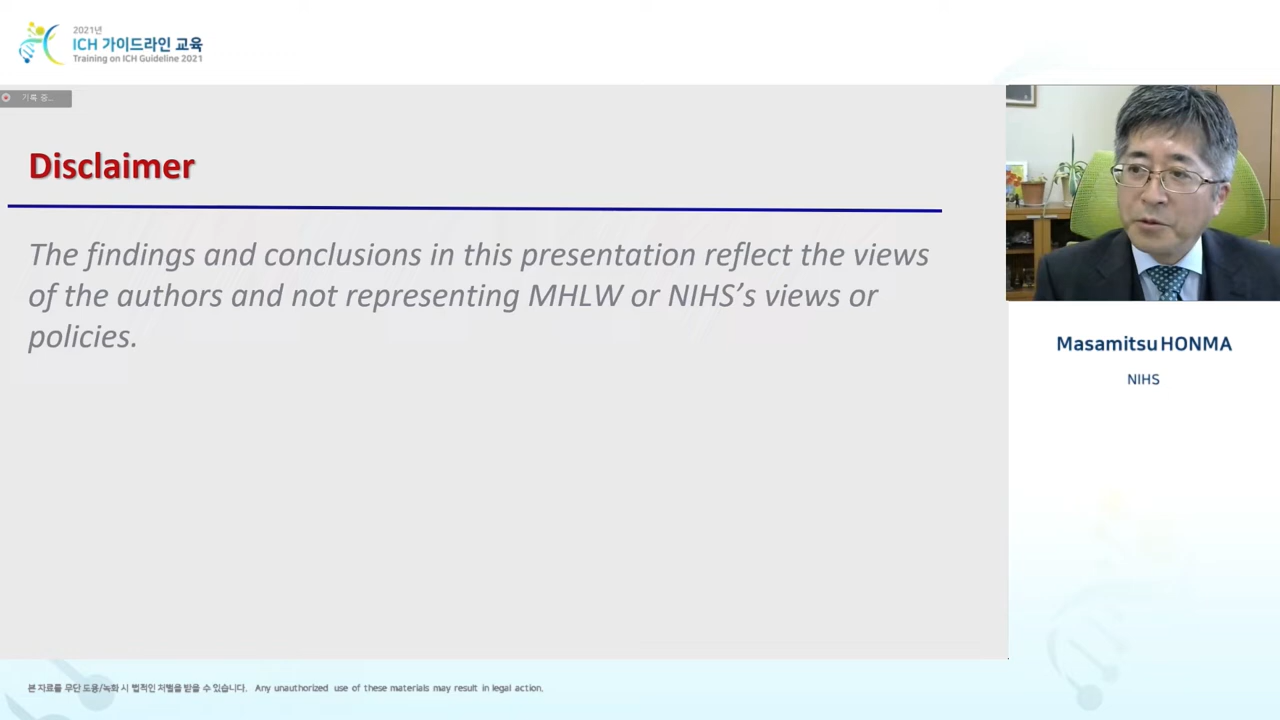 2021년
ICH 가이드라인 교육
Training on ICH Guideline 2021
기록 중...
Disclaimer
The findings and conclusions in this presentation reflect the views
of the authors and not representing MHLW or NIHS’s views or
policies.
Masamitsu HONMA
NIHS
본 자료를 무단 도용/녹화 시 법적인 처벌을 받을 수 있습니다. Any unauthorized use of these materials may result in legal action.